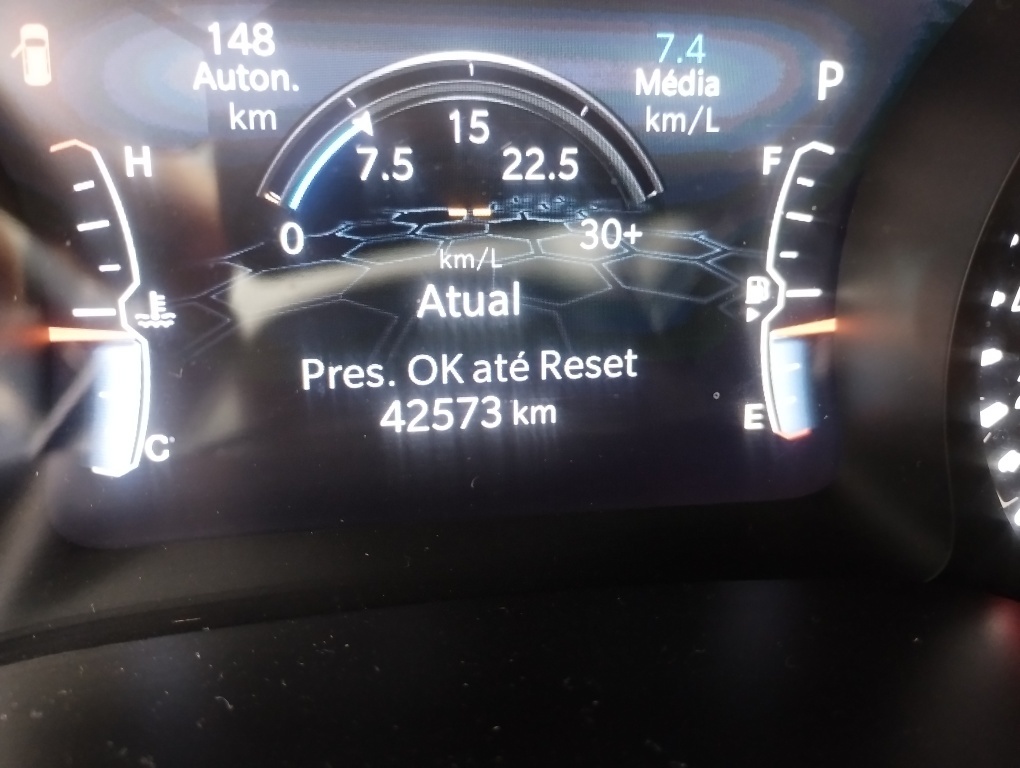 148
Auton.
km
7.4
Média
km/L
P
H
F
15
7.5
22.5
0
30+
km/L
Atual
Pres. OK até Reset
42573 km
E
C